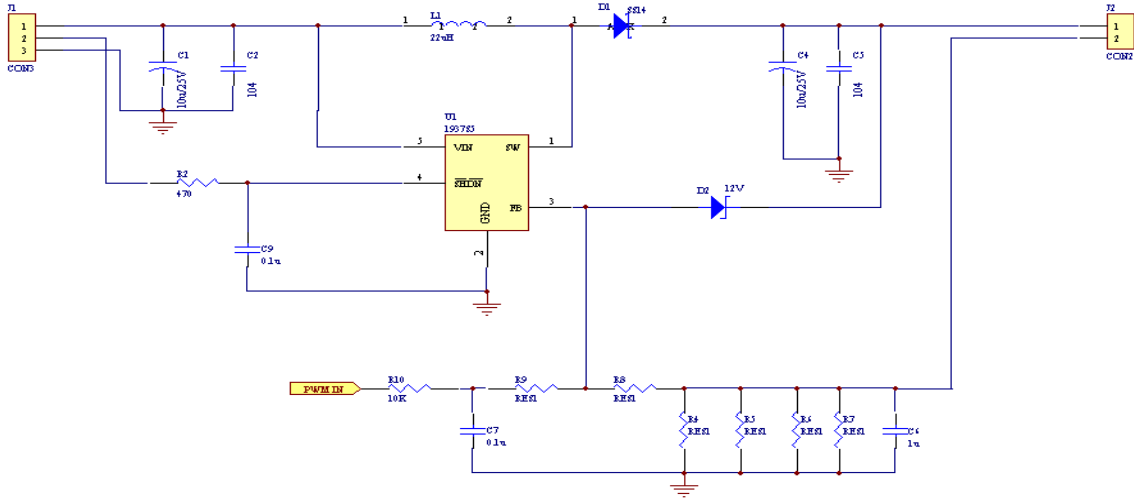 J1
1
2
3
CON3
C1
10u/25V
C2
104
1
L1
2
22uH
1
D1
SS14
2
C4
10u/25V
C5
104
J2
1
2
CON2
U1
1937S5
5
VIN
SW
1
4
SHDN
FB
3
GND
2
R2
470
C9
0.1u
D2
12V
PWM IN
R10
10K
R9
RES1
R8
RES1
C7
0.1u
R4
RES1
R5
RES1
R6
RES1
R7
RES1
C6
1u